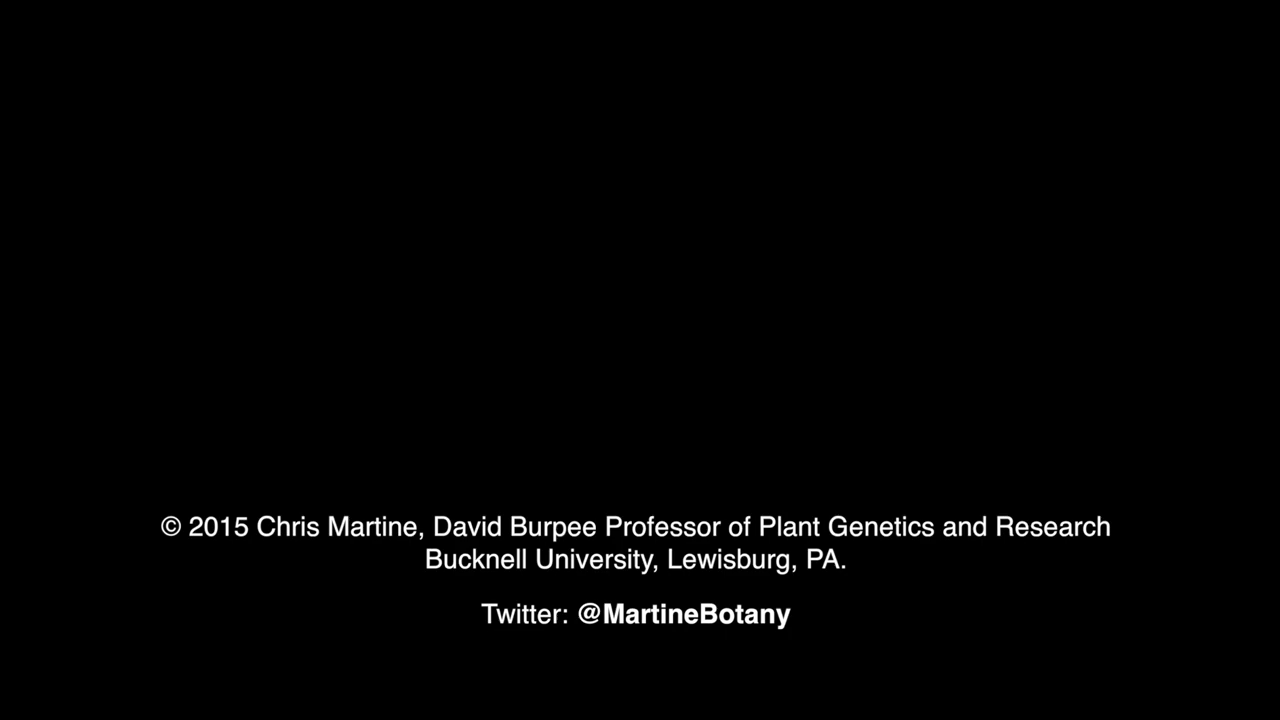 © 2015 Chris Martine, David Burpee Professor of Plant Genetics and Research
Bucknell University, Lewisburg, PA.
Twitter: @MartineBotany